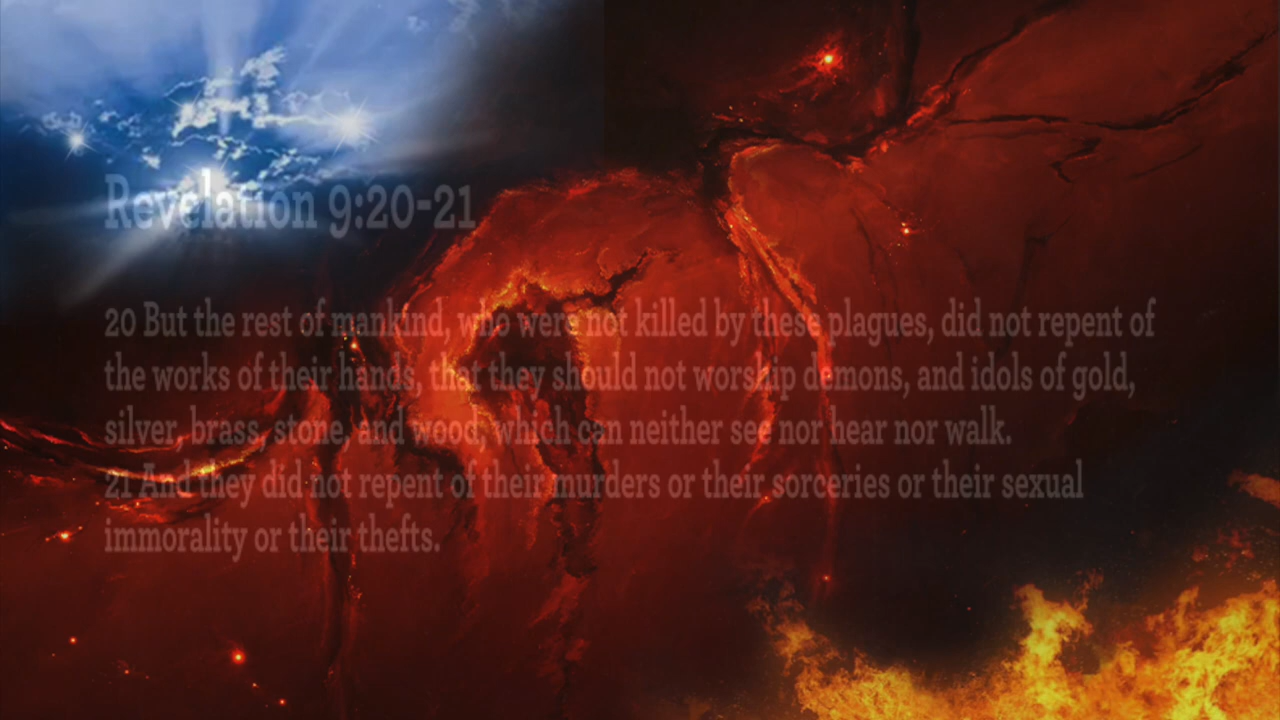 Revelation 9:20-21
20 But the rest of mankind, who were not killed by these plagues, did not repent of
the works of their hands, that they should not worship demons, and idols of gold,
silver, brass, stone, and wood, which can neither see nor hear nor walk.
21 And they did not repent of their murders or their sorceries or their sexual
immorality or their thefts.